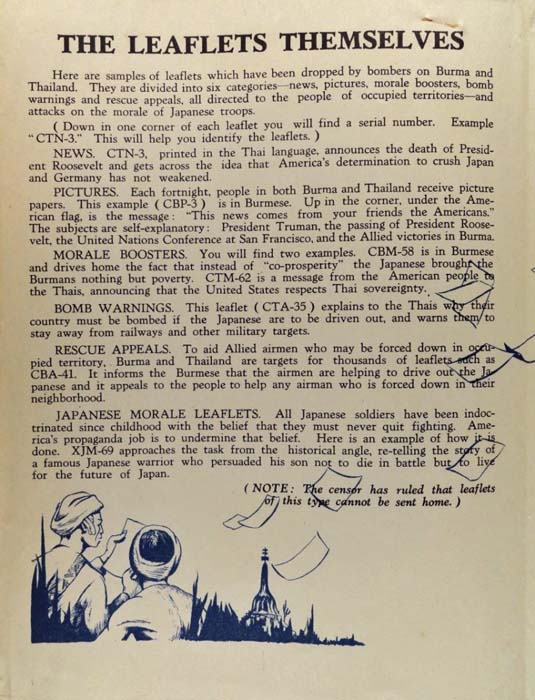 THE LEAFLETS THEMSELVES
Here are samples of leaflets which have been dropped by bombers on Burma and
Thailand. They are divided into six categories—news, pictures, morale boosters, bomb
warnings and rescue appeals, all directed to the people of occupied territories—and
attacks on the morale of Japanese troops.
( Down in one corner of each leaflet you will find a serial number. Example
"CTN-3." This will help you identify the leaflets. )
NEWS. CTN-3, printed in the Thai language, announces the death of Presid-
ent Roosevelt and gets across the idea that America's determination to crush Japan
and Germany has not weakened.
PICTURES. Each fortnight, people in both Burma and Thailand receive picture
papers. This example ( CBP-3 ) is in Burmese. Up in the corner, under the Ame-
rican flag, is the message: "This news comes from your friends the Americans."
The subjects are self-explanatory: President Truman, the passing of President Roose-
velt, the United Nations Conference at San Francisco, and the Allied victories in Burma.
MORALE BOOSTERS. You will find two examples. CBM-58 is in Burmese
and drives home the fact that instead of "co-prosperity" the Japanese brought the
Burmans nothing but poverty. CTM-62 is a message from the American people to
the Thais, announcing that the United States respects Thai sovereignty.
BOMB WARNINGS. This leaflet ( CTA-35 ) explains to the Thais why their
country must be bombed if the Japanese are to be driven out, and warns them to
stay away from railways and other military targets.
RESCUE APPEALS. To aid Allied airmen who may be forced down in occu-
pied territory, Burma and Thailand are targets for thousands of leaflets such as
CBA-41. It informs the Burmese that the airmen are helping to drive out the Ja-
panese and it appeals to the people to help any airman who is forced down in their
neighborhood.
JAPANESE MORALE LEAFLETS. All Japanese soldiers have been indoc-
trinated since childhood with the belief that they must never quit fighting. Ame-
rica's propaganda job is to undermine that belief. Here is an example of how it is
done. XJM-69 approaches the task from the historical angle, re-telling the story of
a famous Japanese warrior who persuaded his son not to die in battle but to live
for the future of Japan.
( NOTE: The censor has ruled that leaflets
of this type cannot be sent home. )